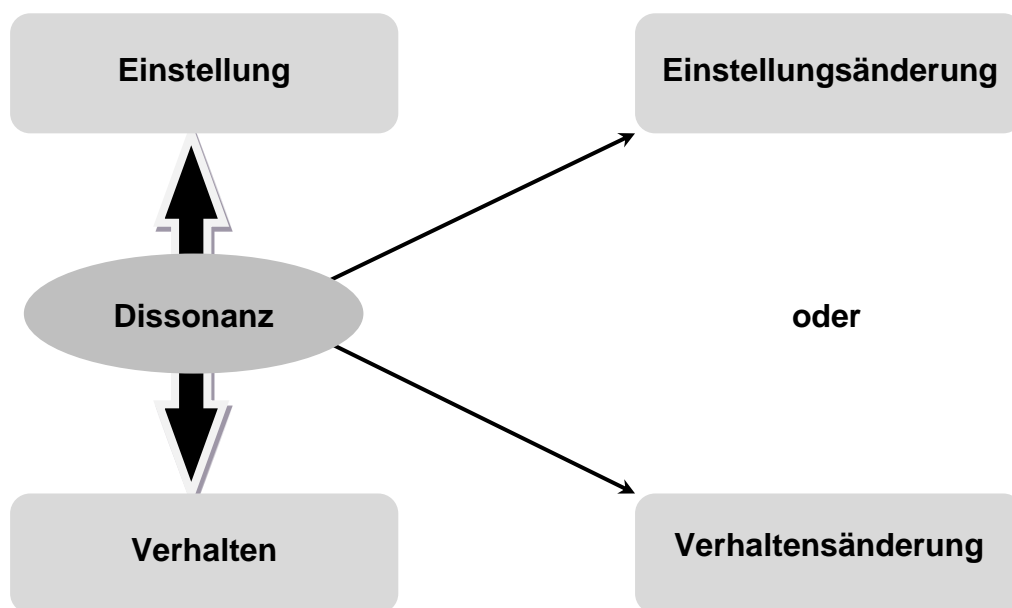 Einstellung
Einstellungsänderung
Dissonanz
oder
Verhalten
Verhaltensänderung